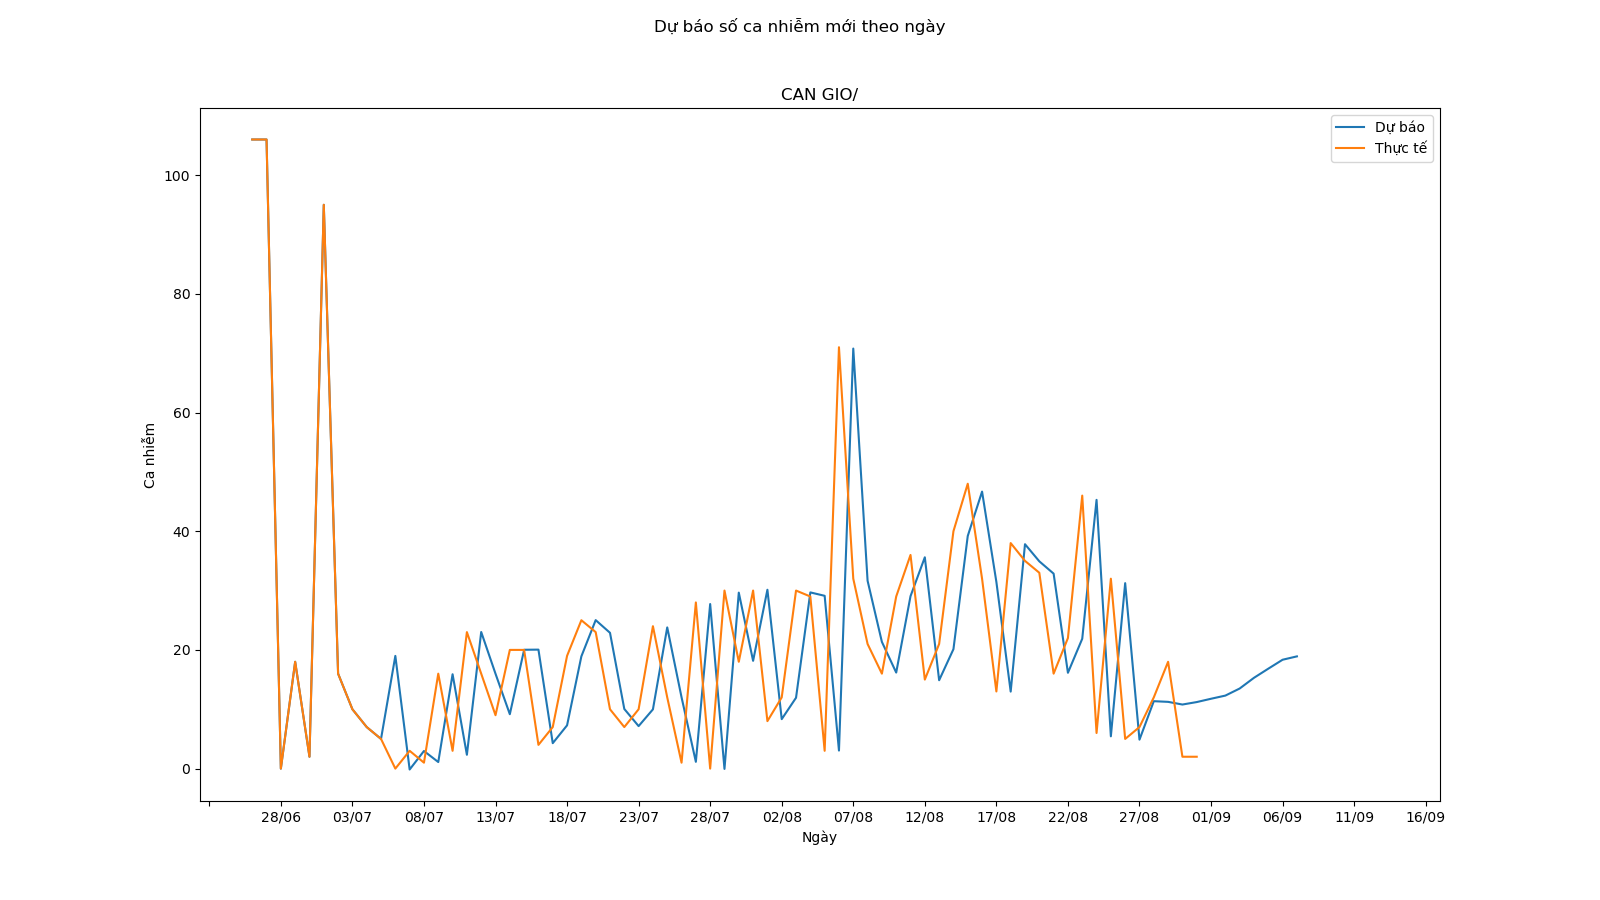 Dự báo số ca nhiễm mới theo ngày
CAN GIO/
Dự báo
Thực tế
Ca nhiễm
100
80
60
40
20
0
28/06 03/07 08/07 13/07 18/07 23/07 28/07 02/08 07/08 12/08 17/08 22/08 27/08 01/09 06/09 11/09 16/09
Ngày